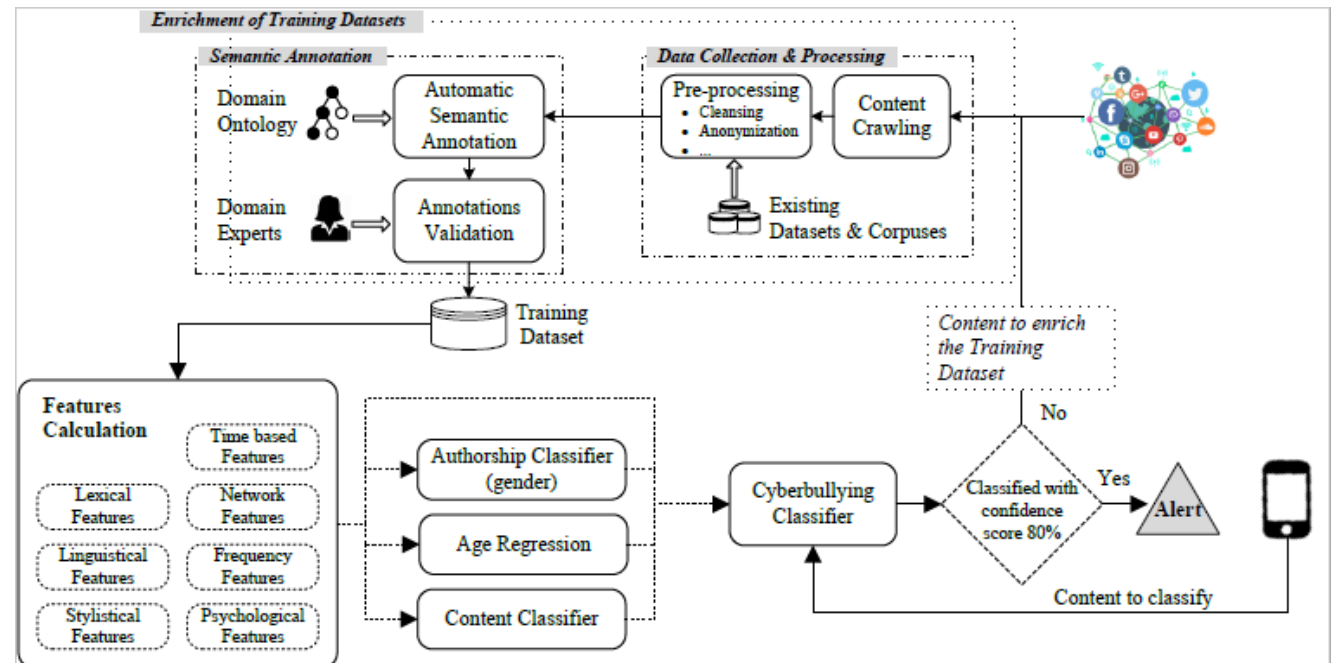 Enrichment of Training Datasets
Semantic Annotation
Data Collection & Processing
Domain
Ontology
Automatic
Semantic
Annotation
Pre-processing
• Cleansing
• Anonymization
• ...
Content
Crawling
Domain
Experts
Annotations
Validation
Existing
Datasets & Corpuses
Training
Dataset
Content to enrich
the Training
Dataset
Features
Calculation
Time based
Features
Lexical
Features
Network
Features
Linguistical
Features
Frequency
Features
Stylistical
Features
Psychological
Features
Authorship Classifier
(gender)
Age Regression
Content Classifier
Cyberbullying
Classifier
Classified with
confidence
score 80%
No
Yes
Alert
Content to classify